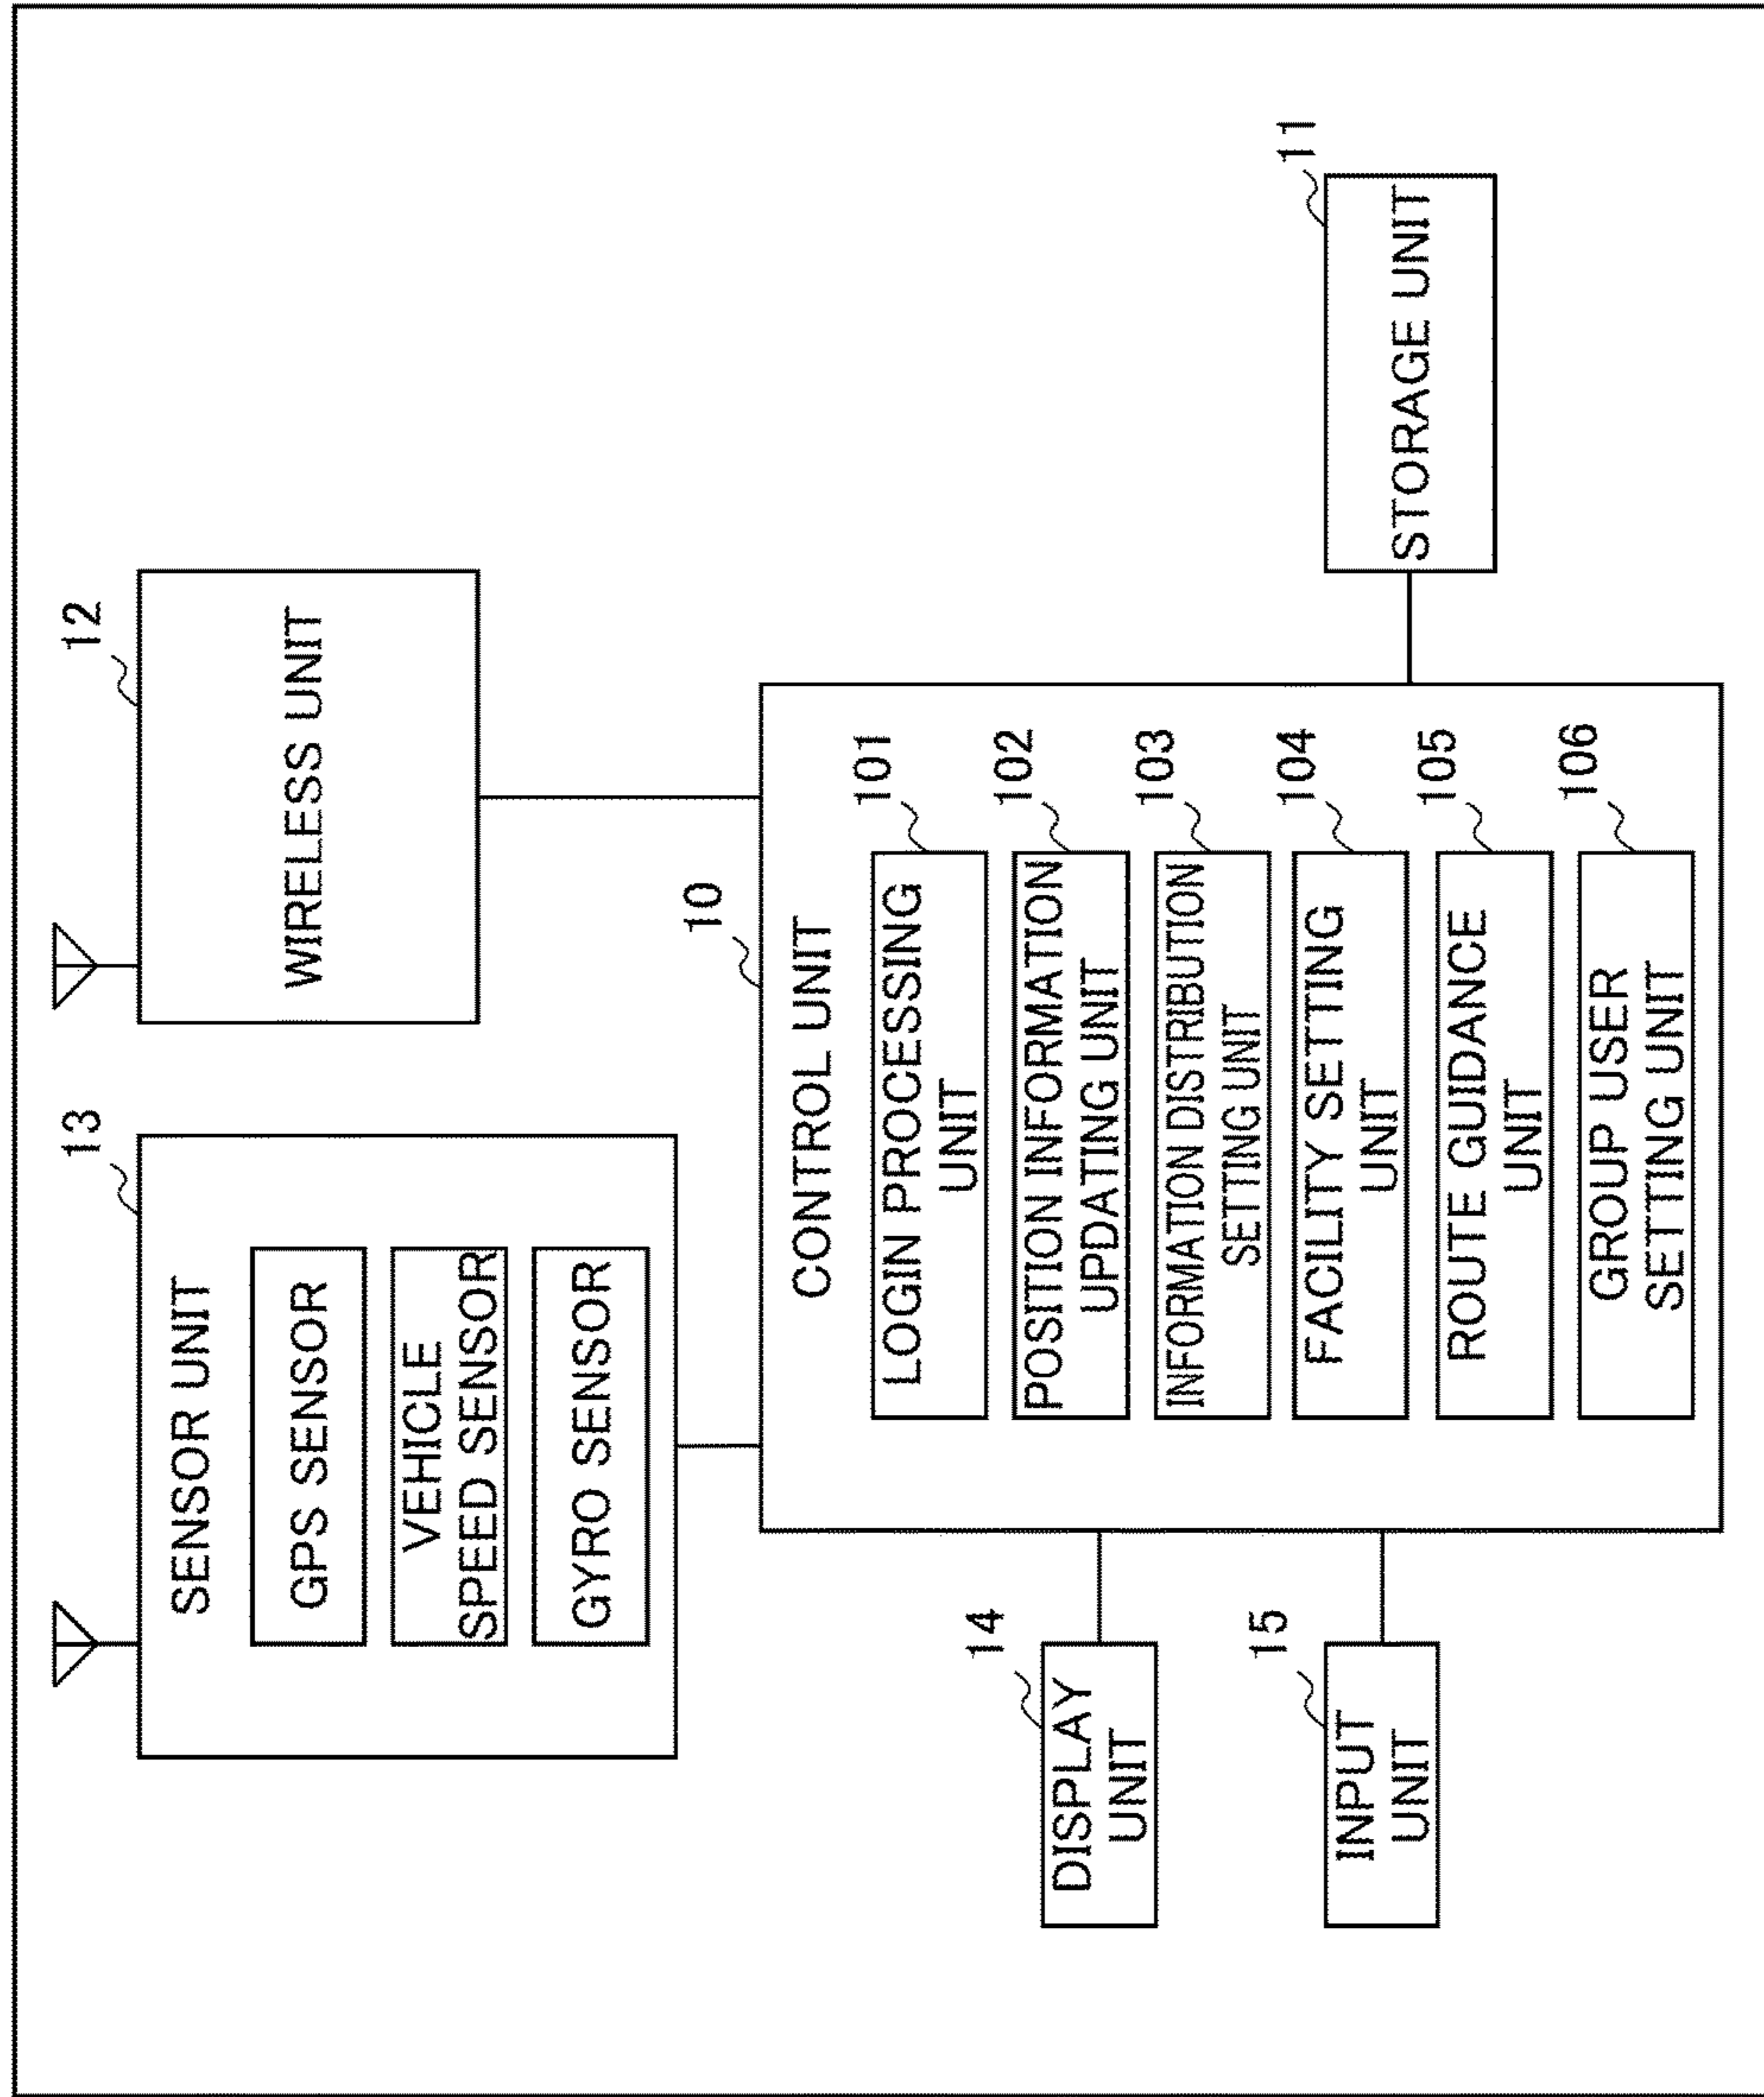 13
SENSOR UNIT
GPS SENSOR
VEHICLE
SPEED SENSOR
GYRO SENSOR
12
WIRELESS UNIT
10
CONTROL UNIT
LOGIN PROCESSING
UNIT
101
POSITION INFORMATION
UPDATING UNIT
102
INFORMATION DISTRIBUTION
SETTING UNIT
103
FACILITY SETTING
UNIT
104
ROUTE GUIDANCE
UNIT
105
GROUP USER
SETTING UNIT
106
14
DISPLAY
UNIT
15
INPUT
UNIT
11
STORAGE UNIT